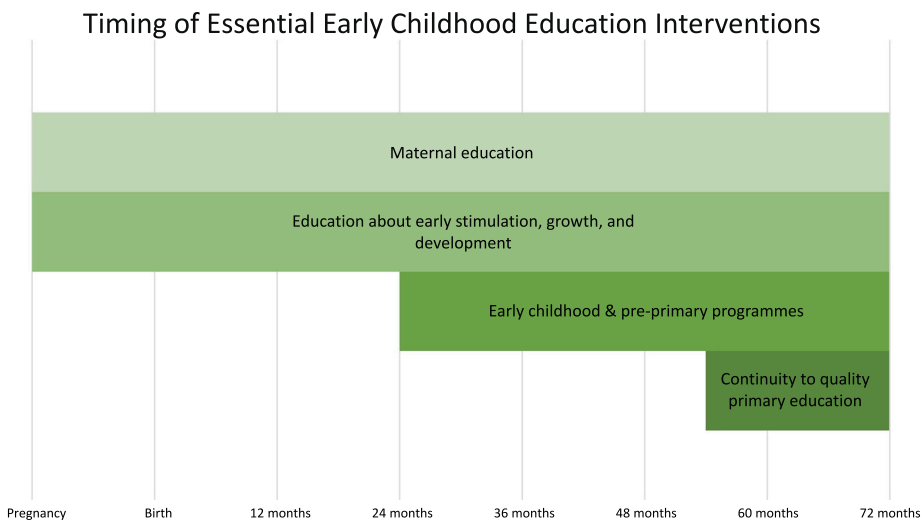 Timing of Essential Early Childhood Education Interventions
Maternal education
Education about early stimulation, growth, and
development
Early childhood & pre-primary programmes
Continuity to quality
primary education
Pregnancy
Birth
12 months
24 months
36 months
48 months
60 months
72 months